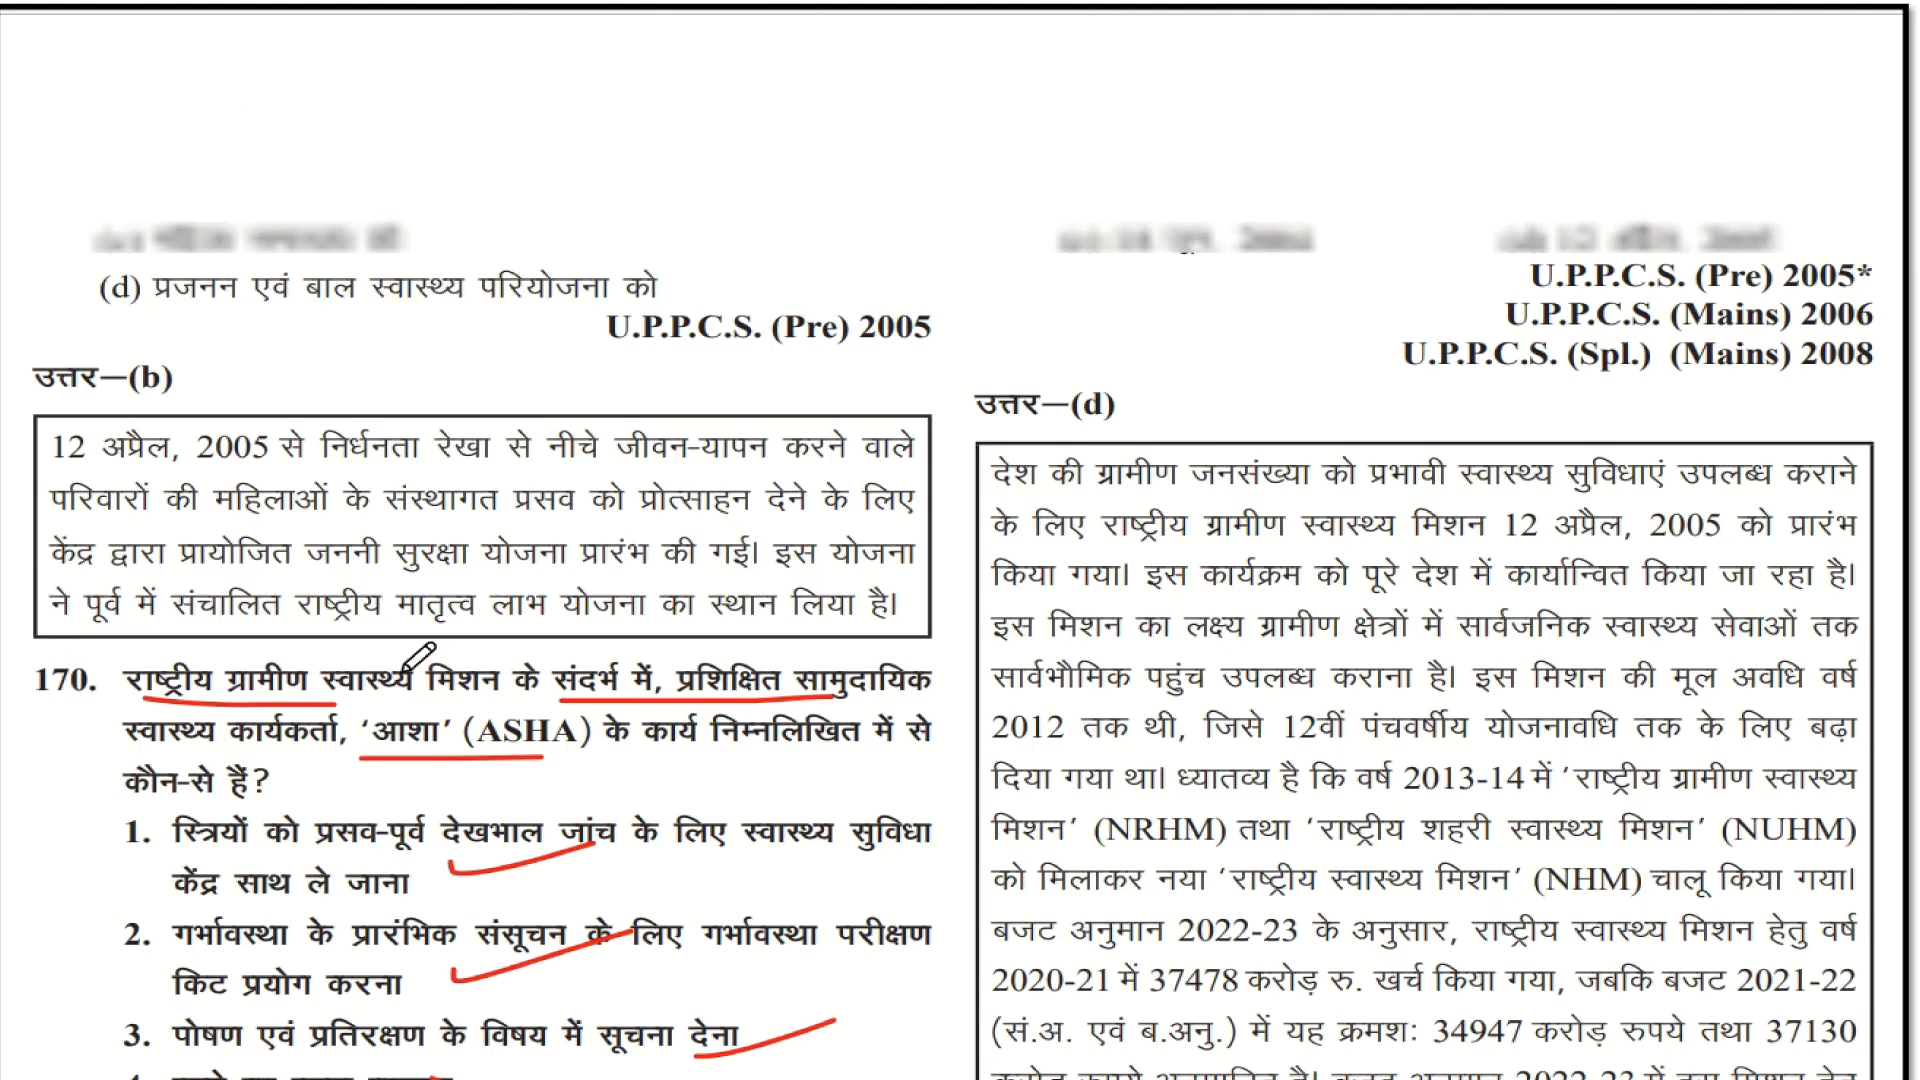 (d) प्रजनन एवं बाल स्वास्थ्य परियोजना को
U.P.P.C.S. (Pre) 2005
उत्तर—(b)
12 अप्रैल, 2005 से निर्धनता रेखा से नीचे जीवन-यापन करने वाले
परिवारों की महिलाओं के संस्थागत प्रसव को प्रोत्साहन देने के लिए
केंद्र द्वारा प्रायोजित जननी सुरक्षा योजना प्रारंभ की गई। इस योजना
ने पूर्व में संचालित राष्ट्रीय मातृत्व लाभ योजना का स्थान लिया है।
170. राष्ट्रीय ग्रामीण स्वास्थ्य मिशन के संदर्भ में, प्रशिक्षित सामुदायिक
स्वास्थ्य कार्यकर्ता, ‘आशा’ (ASHA) के कार्य निम्नलिखित में से
कौन-से हैं?
1. स्त्रियों को प्रसव-पूर्व देखभाल जांच के लिए स्वास्थ्य सुविधा
केंद्र साथ ले जाना
2. गर्भावस्था के प्रारंभिक संसूचन के लिए गर्भावस्था परीक्षण
किट प्रयोग करना
3. पोषण एवं प्रतिरक्षण के विषय में सूचना देना
U.P.P.C.S. (Pre) 2005*
U.P.P.C.S. (Mains) 2006
U.P.P.C.S. (Spl.) (Mains) 2008
उत्तर—(d)
देश की ग्रामीण जनसंख्या को प्रभावी स्वास्थ्य सुविधाएं उपलब्ध कराने
के लिए राष्ट्रीय ग्रामीण स्वास्थ्य मिशन 12 अप्रैल, 2005 को प्रारंभ
किया गया। इस कार्यक्रम को पूरे देश में कार्यान्वित किया जा रहा है।
इस मिशन का लक्ष्य ग्रामीण क्षेत्रों में सार्वजनिक स्वास्थ्य सेवाओं तक
सार्वभौमिक पहुंच उपलब्ध कराना है। इस मिशन की मूल अवधि वर्ष
2012 तक थी, जिसे 12वीं पंचवर्षीय योजनावधि तक के लिए बढ़ा
दिया गया था। ध्यातव्य है कि वर्ष 2013-14 में ‘राष्ट्रीय ग्रामीण स्वास्थ्य
मिशन’ (NRHM) तथा ‘राष्ट्रीय शहरी स्वास्थ्य मिशन’ (NUHM)
को मिलाकर नया ‘राष्ट्रीय स्वास्थ्य मिशन’ (NHM) चालू किया गया।
बजट अनुमान 2022-23 के अनुसार, राष्ट्रीय स्वास्थ्य मिशन हेतु वर्ष
2020-21 में 37478 करोड़ रु. खर्च किया गया, जबकि बजट 2021-22
(सं.अ. एवं ब.अनु.) में यह क्रमशः 34947 करोड़ रुपये तथा 37130